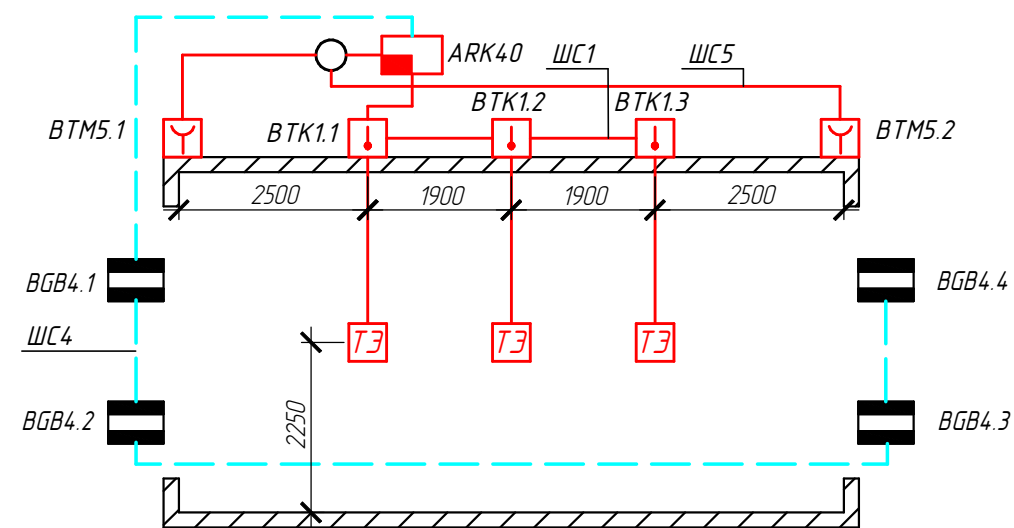 ARK40
ШС1
ШС5
BTM5.1
BTK1.1
BTK1.2
BTK1.3
BTM5.2
2500
1900
1900
2500
BGB4.1
BGB4.4
ШС4
ТЭ
ТЭ
ТЭ
2250
BGB4.2
BGB4.3